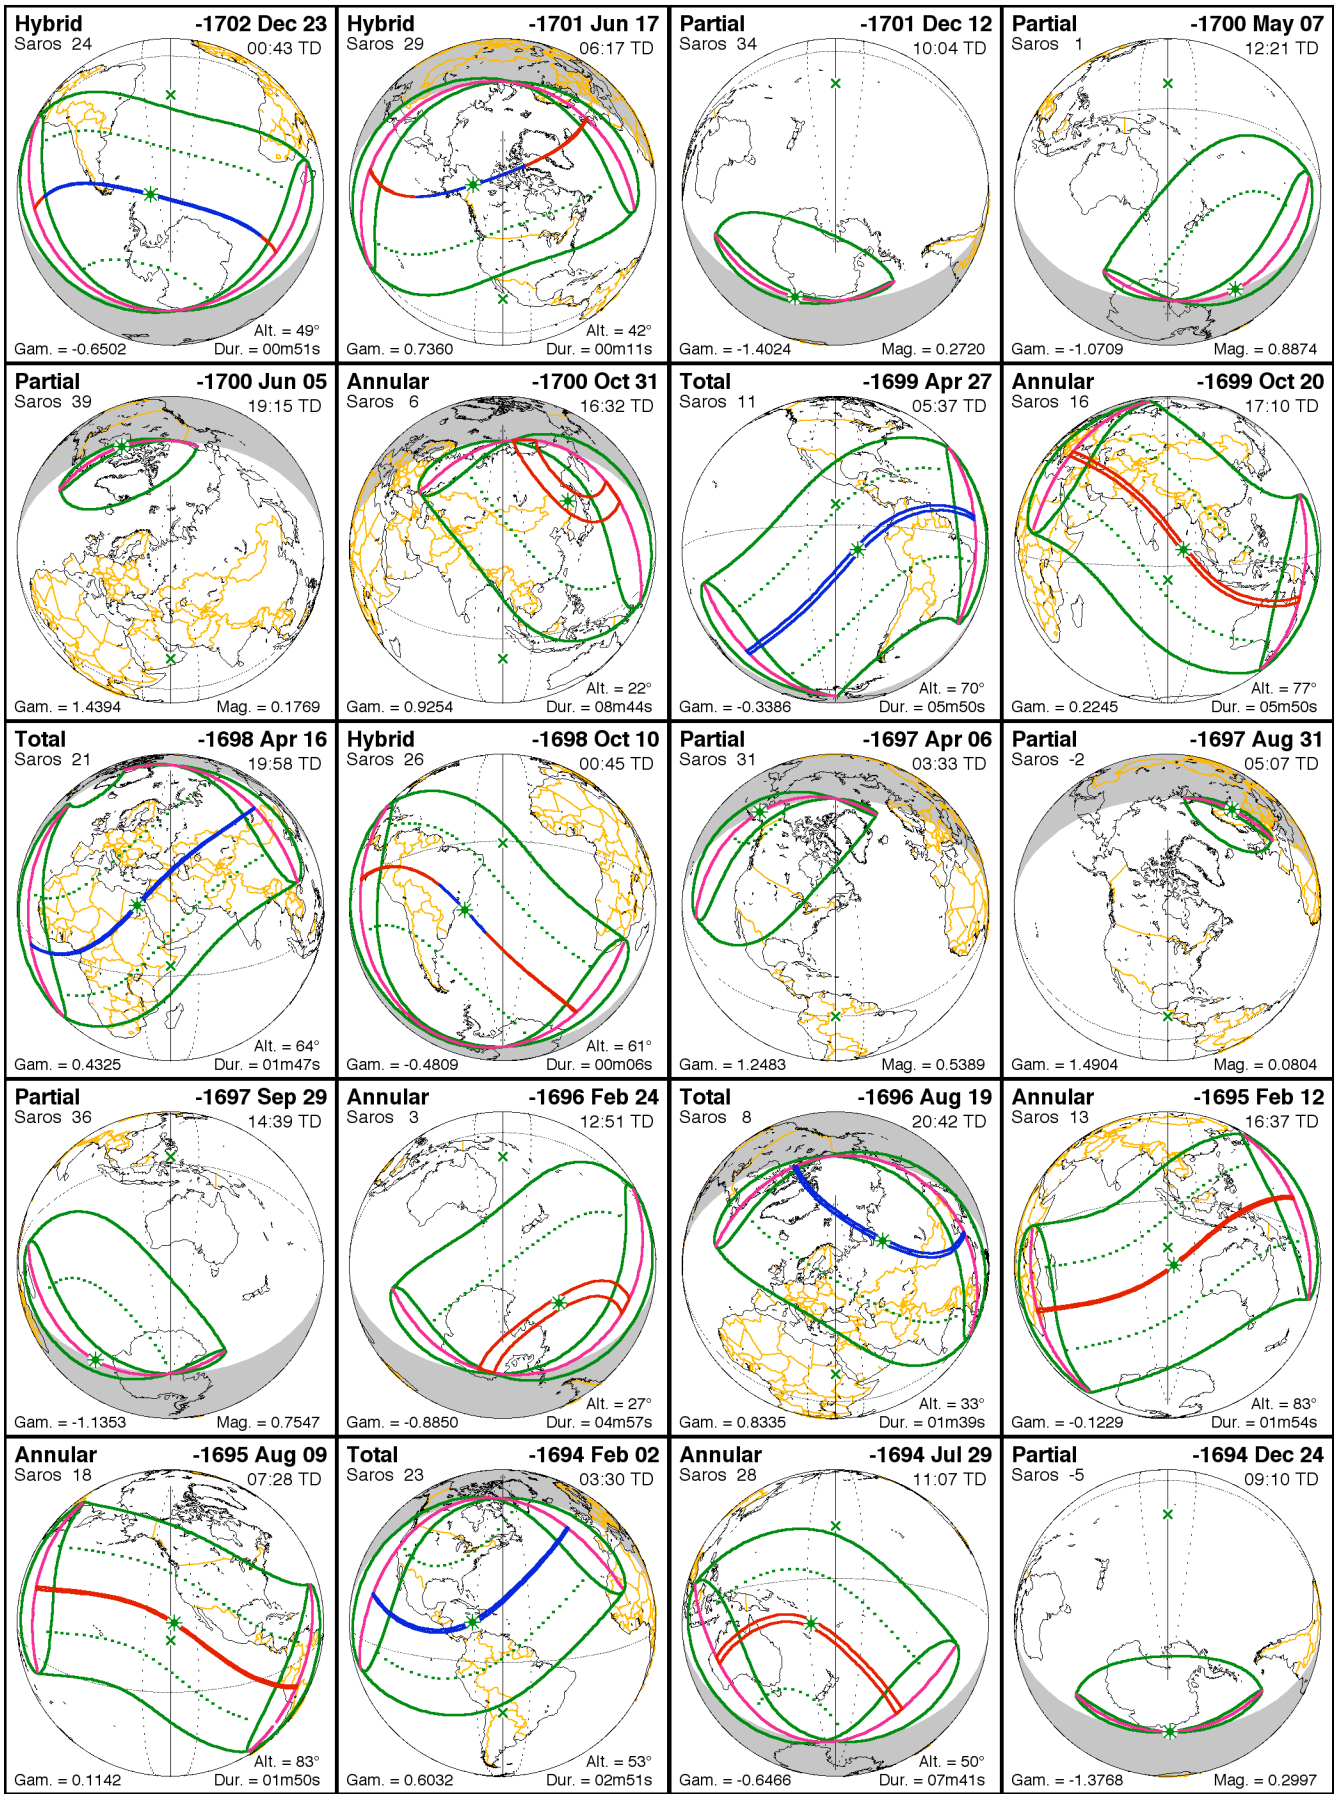 Hybrid -1702 Dec 23
Saros 24 00:43 TD
Alt. = 49°
Gam. = -0.6502 Dur. = 00m51s
Hybrid -1701 Jun 17
Saros 29 06:17 TD
Alt. = 42°
Gam. = 0.7360 Dur. = 00m11s
Partial -1701 Dec 12
Saros 34 10:04 TD
Gam. = -1.4024 Mag. = 0.2720
Partial -1700 May 07
Saros 1 12:21 TD
Gam. = -1.0709 Mag. = 0.8874
Partial -1700 Jun 05
Saros 39 19:15 TD
Gam. = 1.4394 Mag. = 0.1769
Annular -1700 Oct 31
Saros 6 16:32 TD
Alt. = 22°
Gam. = 0.9254 Dur. = 08m44s
Total -1699 Apr 27
Saros 11 05:37 TD
Alt. = 70°
Gam. = -0.3386 Dur. = 05m50s
Annular -1699 Oct 20
Saros 16 17:10 TD
Alt. = 77°
Gam. = 0.2245 Dur. = 05m50s
Total -1698 Apr 16
Saros 21 19:58 TD
Alt. = 64°
Gam. = 0.4325 Dur. = 01m47s
Hybrid -1698 Oct 10
Saros 26 00:45 TD
Alt. = 61°
Gam. = -0.4809 Dur. = 00m06s
Partial -1697 Apr 06
Saros 31 03:33 TD
Gam. = 1.2483 Mag. = 0.5389
Partial -1697 Aug 31
Saros -2 05:07 TD
Gam. = 1.4904 Mag. = 0.0804
Partial -1697 Sep 29
Saros 36 14:39 TD
Gam. = -1.1353 Mag. = 0.7547
Annular -1696 Feb 24
Saros 3 12:51 TD
Alt. = 27°
Gam. = -0.8850 Dur. = 04m57s
Total -1696 Aug 19
Saros 8 20:42 TD
Alt. = 33°
Gam. = 0.8335 Dur. = 01m39s
Annular -1695 Feb 12
Saros 13 16:37 TD
Alt. = 83°
Gam. = -0.1229 Dur. = 01m54s
Annular -1695 Aug 09
Saros 18 07:28 TD
Alt. = 83°
Gam. = 0.1142 Dur. = 01m50s
Total -1694 Feb 02
Saros 23 03:30 TD
Alt. = 53°
Gam. = 0.6032 Dur. = 02m51s
Annular -1694 Jul 29
Saros 28 11:07 TD
Alt. = 50°
Gam. = -0.6466 Dur. = 07m41s
Partial -1694 Dec 24
Saros -5 09:10 TD
Gam. = -1.3768 Mag. = 0.2997